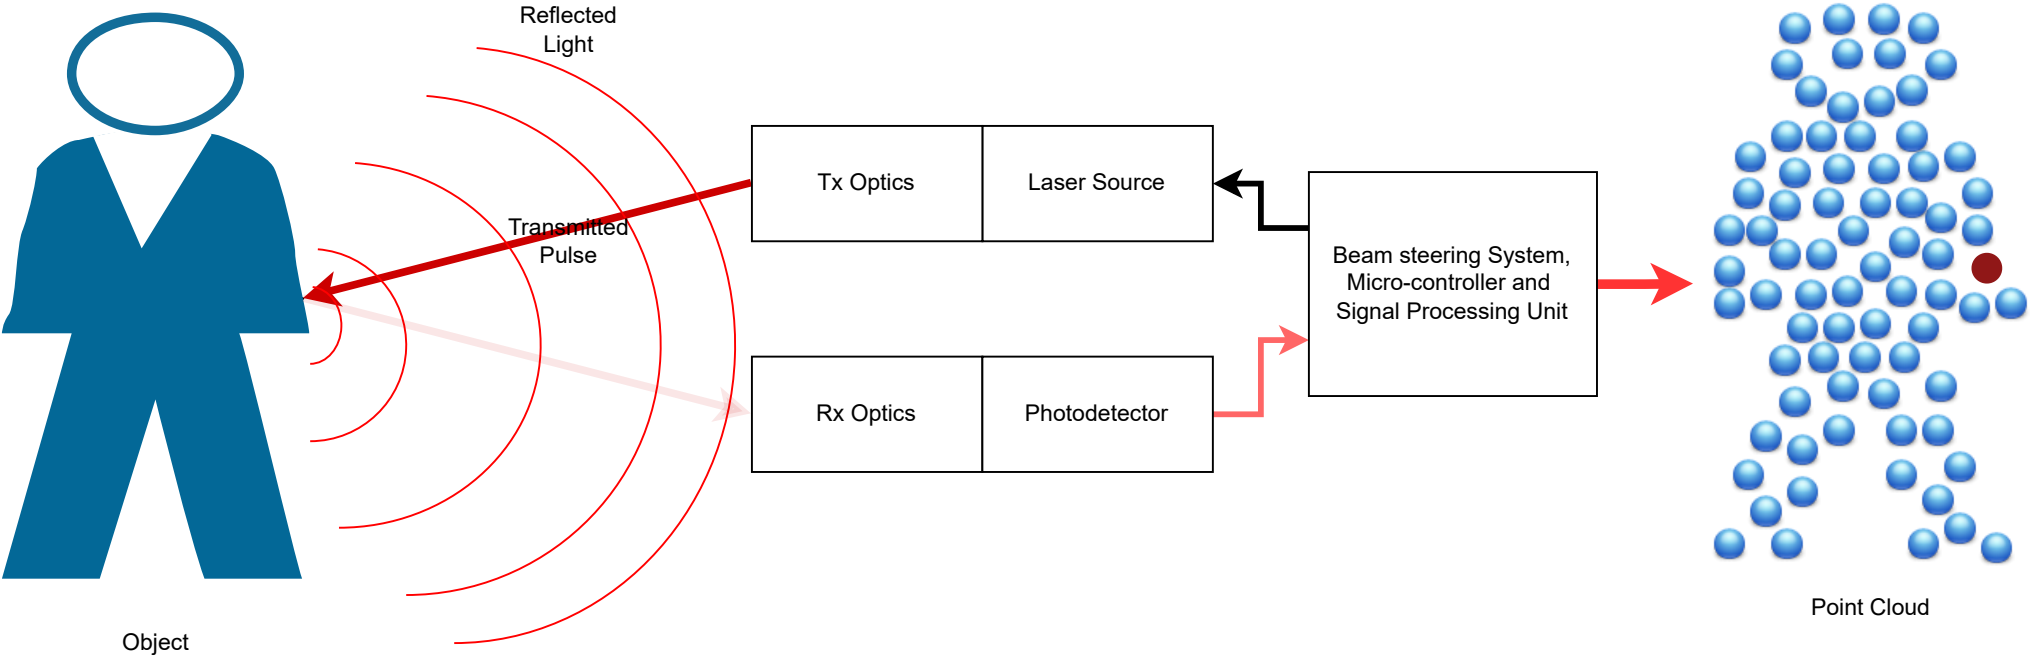 Reflected
Light
Tx Optics
Laser Source
Transmitted
Pulse
Beam steering System,
Micro-controller and
Signal Processing Unit
Rx Optics
Photodetector
Point Cloud
Object